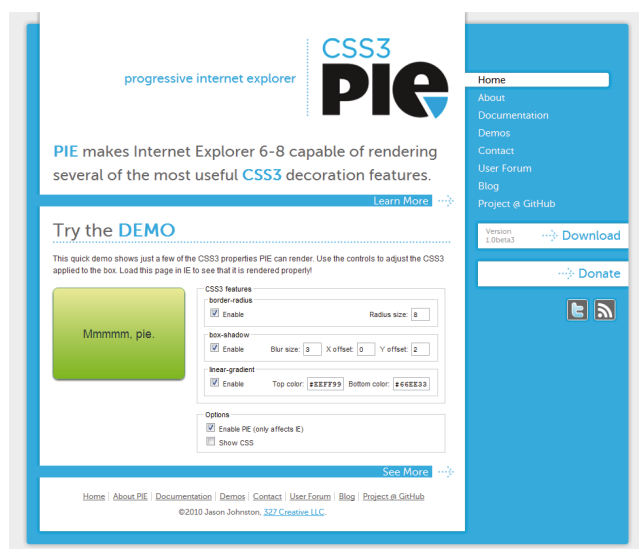 CSS3
progressive internet explorer
PIE
PIE makes Internet Explorer 6-8 capable of rendering
several of the most useful CSS3 decoration features.
Learn More
Home
About
Documentation
Demos
Contact
User Forum
Blog
Project @ GitHub
Version
1.0beta3
Download
Donate
Try the DEMO
This quick demo shows just a few of the CSS3 properties PIE can render. Use the controls to adjust the CSS3
applied to the box. Load this page in IE to see that it is rendered properly!
Mmmmm, pie.
CSS3 features
border-radius
Enable Radius size: 8
box-shadow
Enable Blur size: 3 X offset: 0 Y offset: 2
linear-gradient
Enable Top color: #EEFF99 Bottom color: #66EE33
Options
Enable PIE (only affects IE)
Show CSS
See More
Home | About PIE | Documentation | Demos | Contact | User Forum | Blog | Project @ GitHub
©2010 Jason Johnston, 327 Creative LLC.